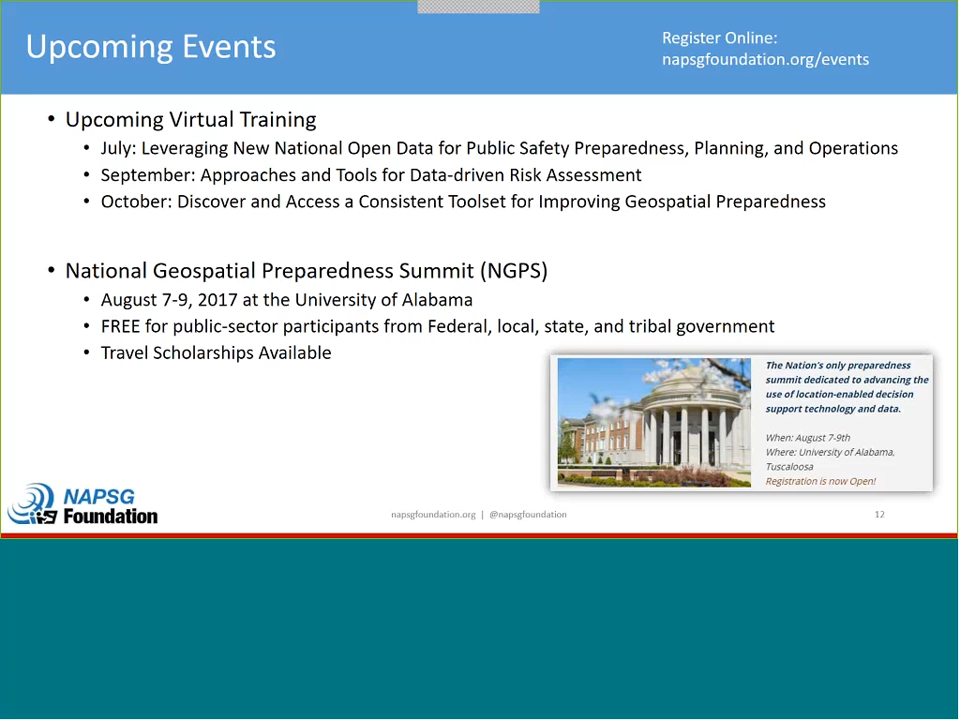 Upcoming Events
Register Online:
napsgfoundation.org/events
• Upcoming Virtual Training
• July: Leveraging New National Open Data for Public Safety Preparedness, Planning, and Operations
• September: Approaches and Tools for Data-driven Risk Assessment
• October: Discover and Access a Consistent Toolset for Improving Geospatial Preparedness
• National Geospatial Preparedness Summit (NGPS)
• August 7-9, 2017 at the University of Alabama
• FREE for public-sector participants from Federal, local, state, and tribal government
• Travel Scholarships Available
The Nation's only preparedness
summit dedicated to advancing the
use of location-enabled decision
support technology and data.
When: August 7-9th
Where: University of Alabama,
Tuscaloosa
Registration is now Open!
NAPSG
Foundation
napsgfoundation.org | @napsgfoundation
12